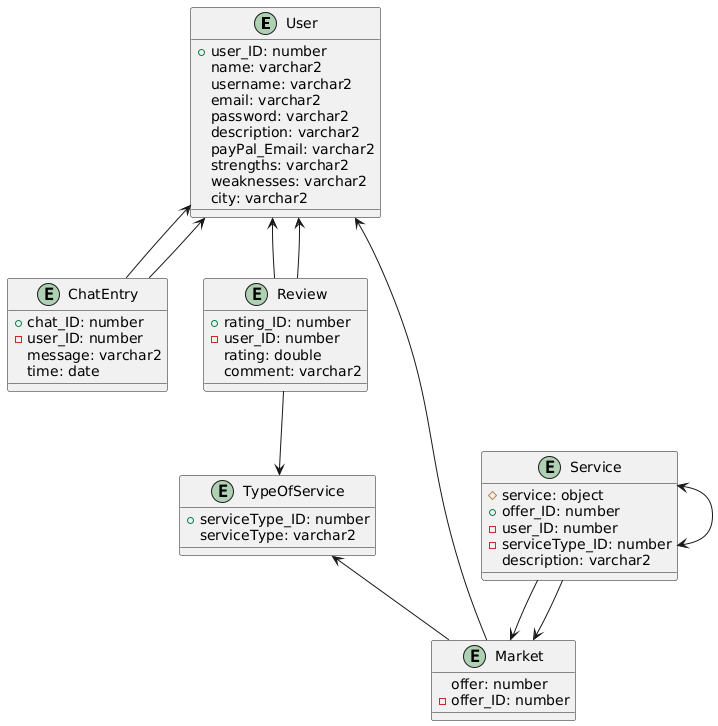 E User
user_ID: number
name: varchar2
username: varchar2
email: varchar2
password: varchar2
description: varchar2
payPal_Email: varchar2
strengths: varchar2
weaknesses: varchar2
city: varchar2
E ChatEntry
chat_ID: number
user_ID: number
message: varchar2
time: date
E Review
rating_ID: number
user_ID: number
rating: double
comment: varchar2
E TypeOfService
serviceType_ID: number
serviceType: varchar2
E Service
service: object
offer_ID: number
user_ID: number
serviceType_ID: number
description: varchar2
E Market
offer: number
offer_ID: number